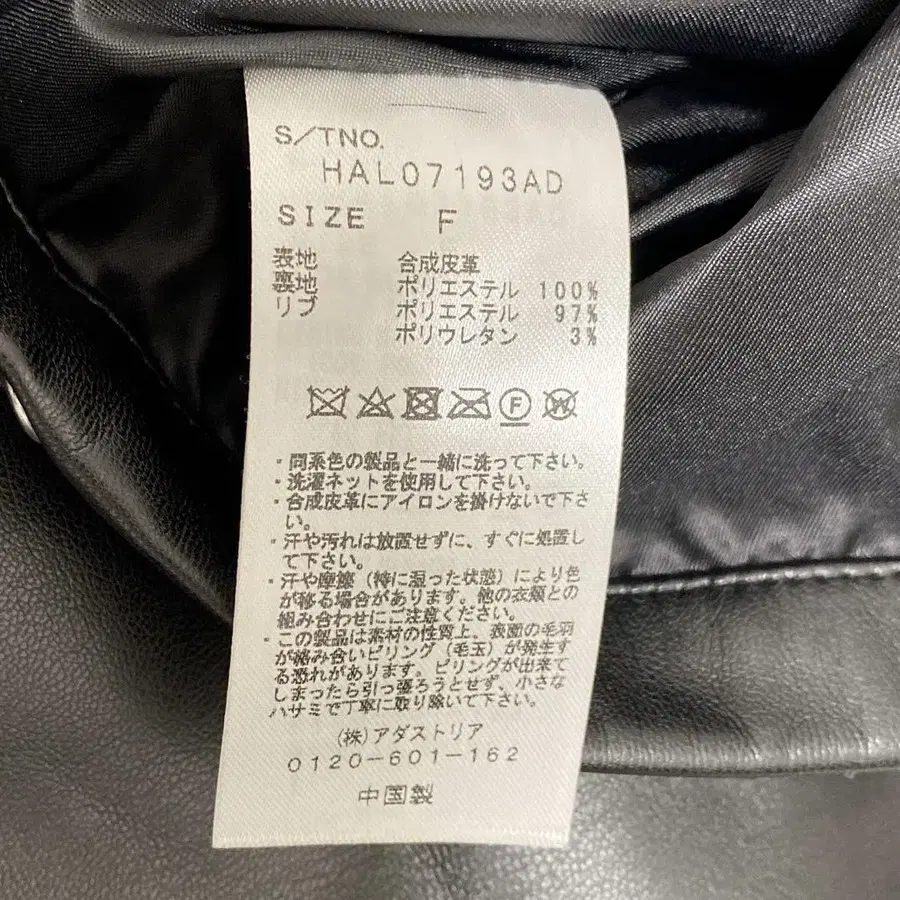 S/TNO.
HAL07193AD
SIZE F
表地 合成皮革
裏地 ポリエステル 100%
リブ ポリエステル 97%
ポリウレタン 3%
F
W
・同系色の製品と一緒に洗って下さい。
・洗濯ネットを使用して下さい。
・合成皮革にアイロンを掛けないで下さ
い。
・汗や汚れは放置せずに、すぐに処置し
て下さい。
・汗や摩擦（特に湿った状態）により色
が移る場合があります。他の衣類との
組み合わせにご注意ください。
・この製品は素材の性質上、表面の毛羽
が絡み合いピリング（毛玉）が発生す
る恐れがあります。ピリングが出来て
しまったら引っ張ろうとせず、小さな
ハサミで丁寧に取り除いて下さい。
(株)アダストリア
0120-601-162
中国製